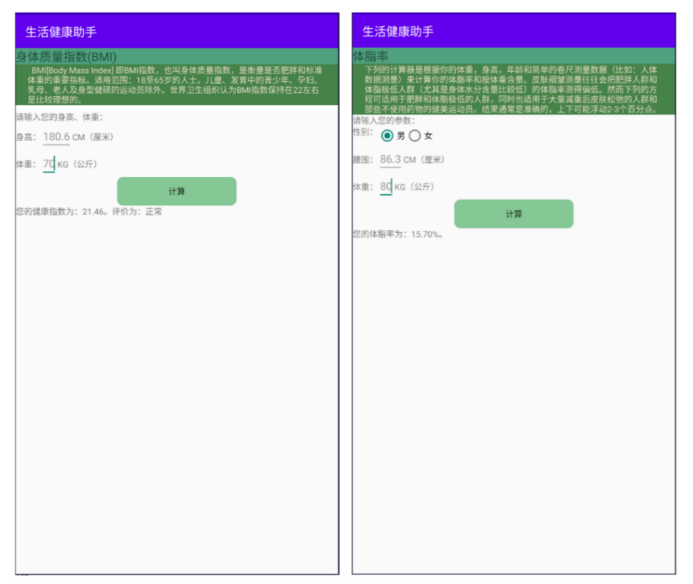 生活健康助手
身体质量指数(BMI)
BMI[Body Mass Index] 即BMI指数，也叫身体质量指数，是衡量是否肥胖和标准
体重的重要指标。适用范围：18至65岁的人士。儿童、发育中的青少年、孕妇、
乳母、老人及身型健硕的运动员除外。世界卫生组织认为BMI指数保持在22左右
是比较理想的。
请输入您的身高、体重：
身高： 180.6 CM（厘米）
体重： 70 KG（公斤）
计算
您的健康指数为：21.46。评价为：正常
生活健康助手
体脂率
下列的计算器是根据你的体重，身高，年龄和简单的卷尺测量数据（比如：人体
数据测量）来计算你的体脂率和瘦体重含量。皮肤褶皱测量往往会把肥胖人群和
体脂极低人群（尤其是身体水分含量比较低）的体脂率测得偏低。然而下列的方
程可适用于肥胖和体脂极低的人群，同时也适用于大量减重后皮肤松弛的人群和
那些不使用药物的健美运动员。结果通常是准确的，上下可能浮动2-3个百分点。
请输入您的参数：
性别： 男 女
腰围： 86.3 CM（厘米）
体重： 80 KG（公斤）
计算
您的体脂率为：15.70%。